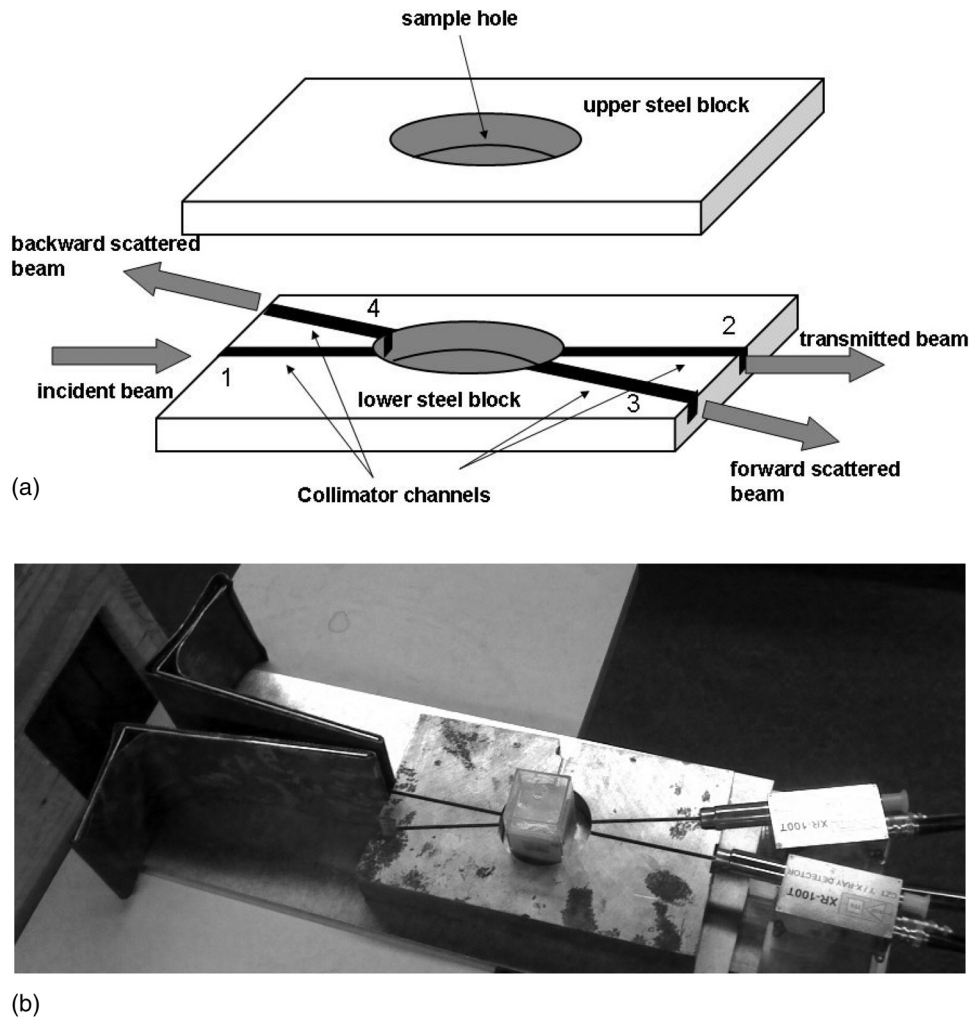 sample hole
upper steel block
backward scattered
beam
4
2
transmitted beam
incident beam
1
lower steel block
3
forward scattered
beam
Collimator channels
(a)
XR-100T
X-RAY DETECTOR
XR-100T
(b)